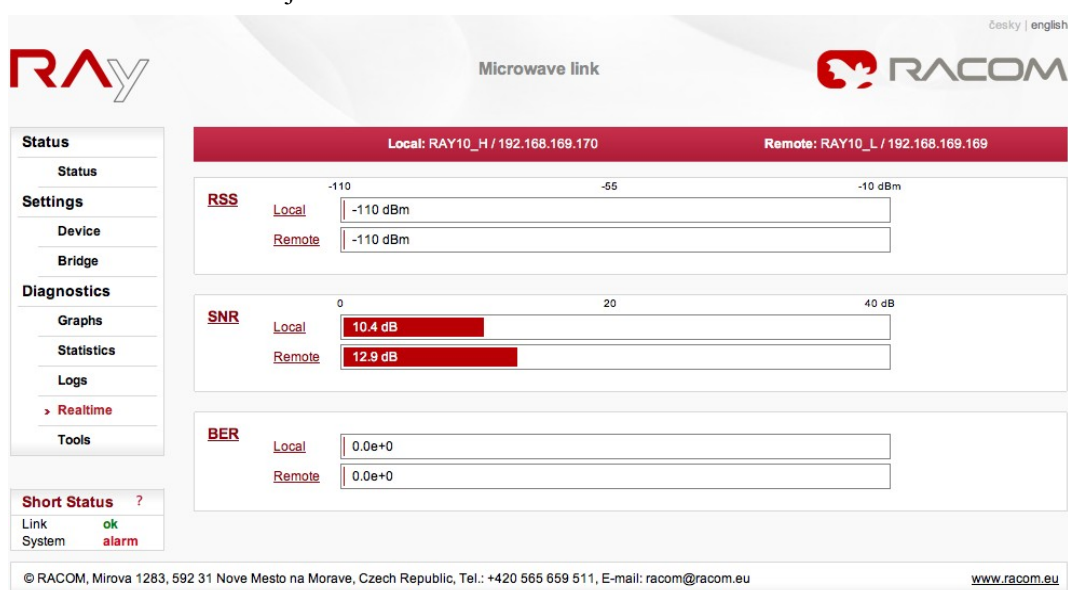 česky | english
RAy
Microwave link
RACOM
Status
Status
Settings
Device
Bridge
Diagnostics
Graphs
Statistics
Logs
› Realtime
Tools
Short Status ?
Link ok
System alarm
Local: RAY10_H / 192.168.169.170 Remote: RAY10_L / 192.168.169.169
-110 -55 -10 dBm
RSS
Local -110 dBm
Remote -110 dBm
0 20 40 dB
SNR
Local 10.4 dB
Remote 12.9 dB
BER
Local 0.0e+0
Remote 0.0e+0
© RACOM, Mirova 1283, 592 31 Nove Mesto na Morave, Czech Republic, Tel.: +420 565 659 511, E-mail: racom@racom.eu www.racom.eu